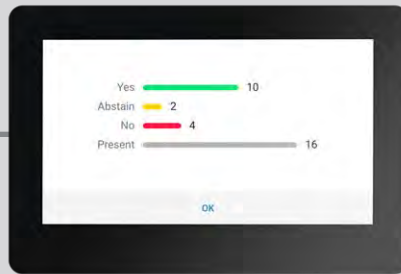 Yes 10
Abstain 2
No 4
Present 16
OK